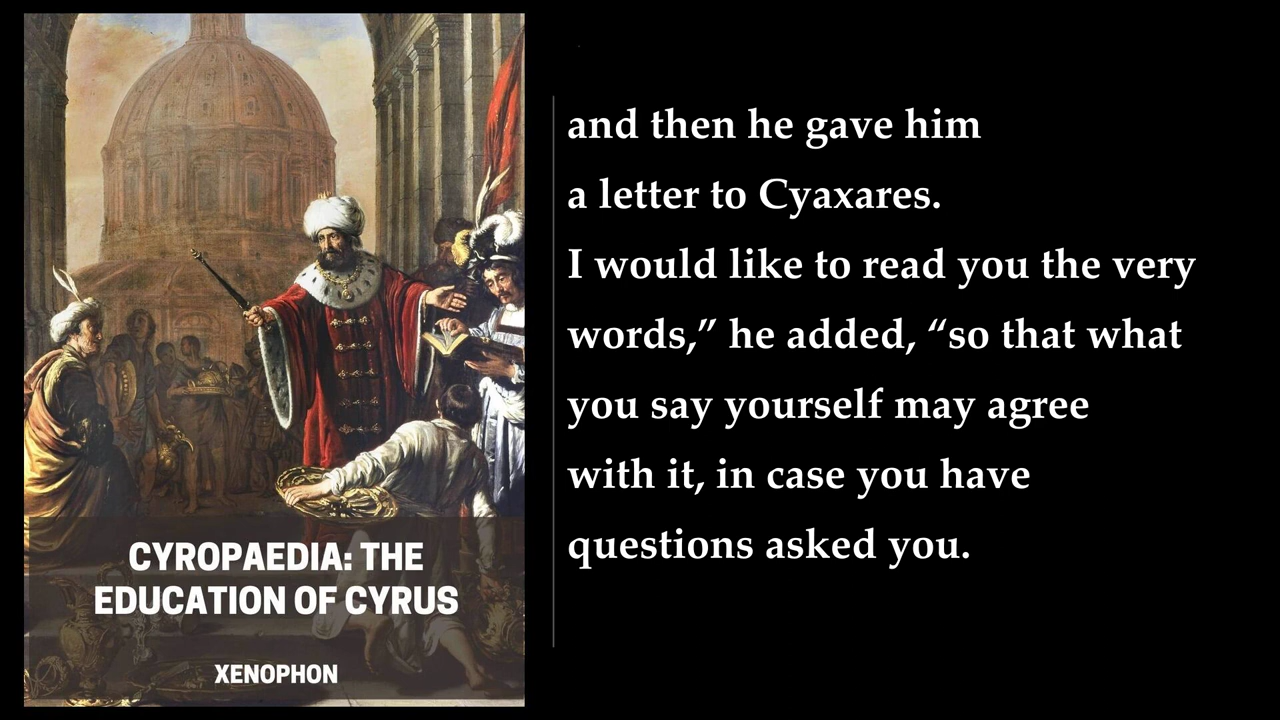 CYROPAEDIA: THE
EDUCATION OF CYRUS
XENOPHON
and then he gave him
a letter to Cyaxares.
I would like to read you the very
words,” he added, “so that what
you say yourself may agree
with it, in case you have
questions asked you.